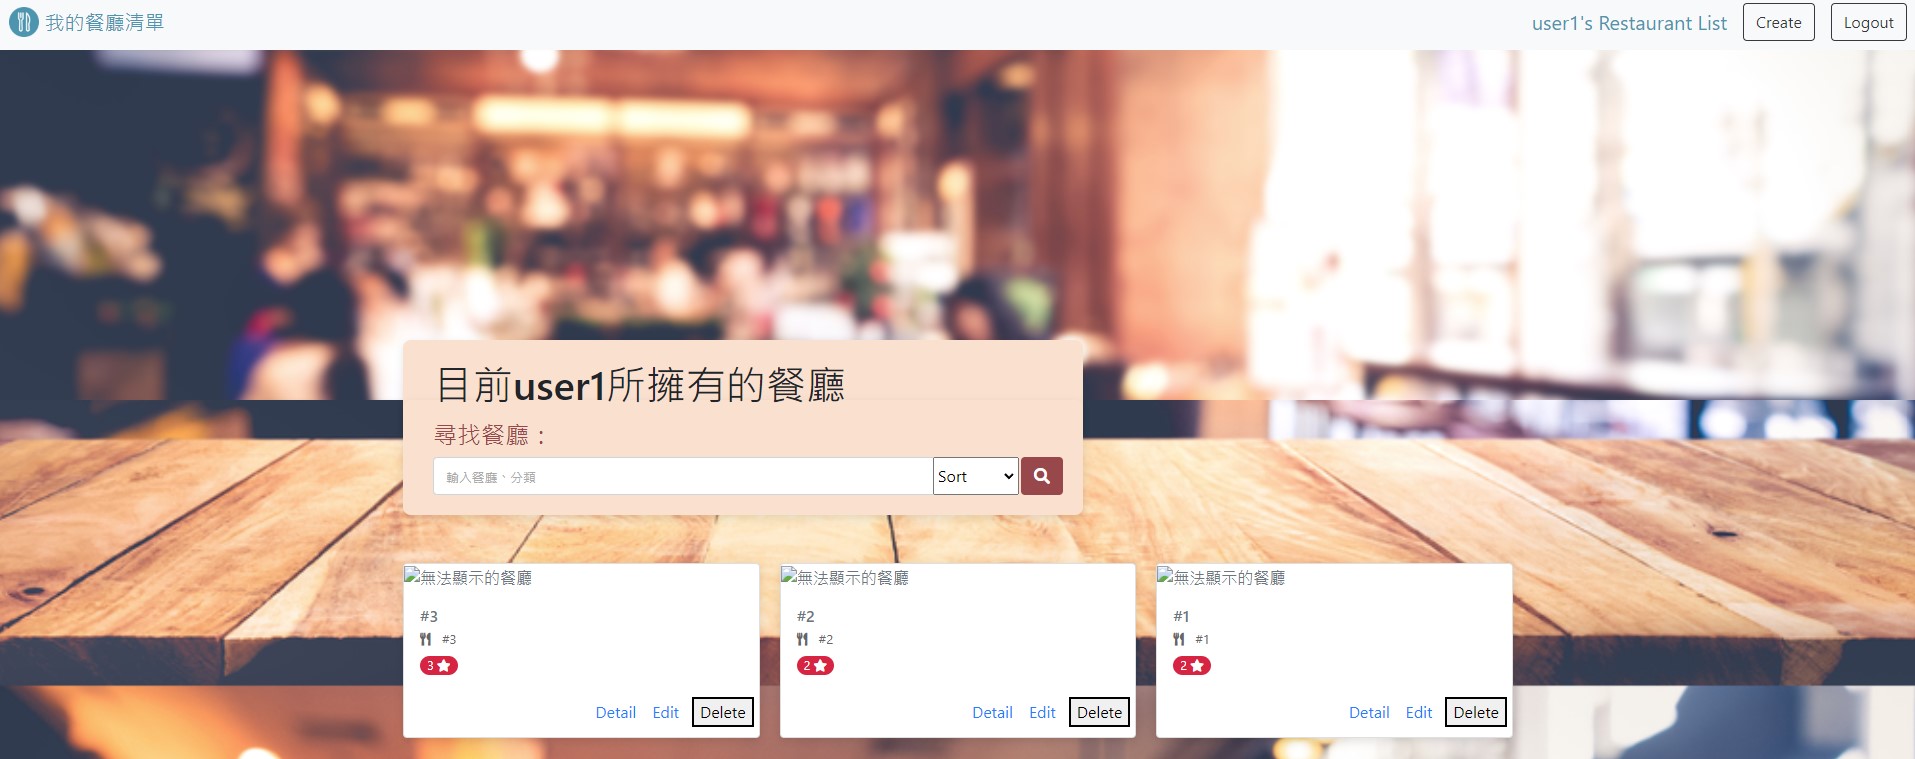 我的餐廳清單
user1's Restaurant List
Create
Logout
目前user1所擁有的餐廳
尋找餐廳：
輸入餐廳、分類
Sort
無法顯示的餐廳
#3
#3
3
Detail
Edit
Delete
無法顯示的餐廳
#2
#2
2
Detail
Edit
Delete
無法顯示的餐廳
#1
#1
2
Detail
Edit
Delete